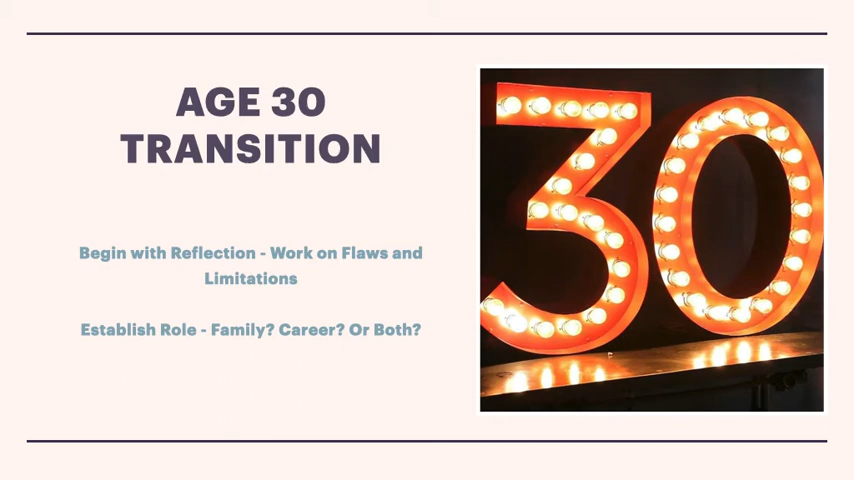 AGE 30
TRANSITION
Begin with Reflection - Work on Flaws and
Limitations
Establish Role - Family? Career? Or Both?
30